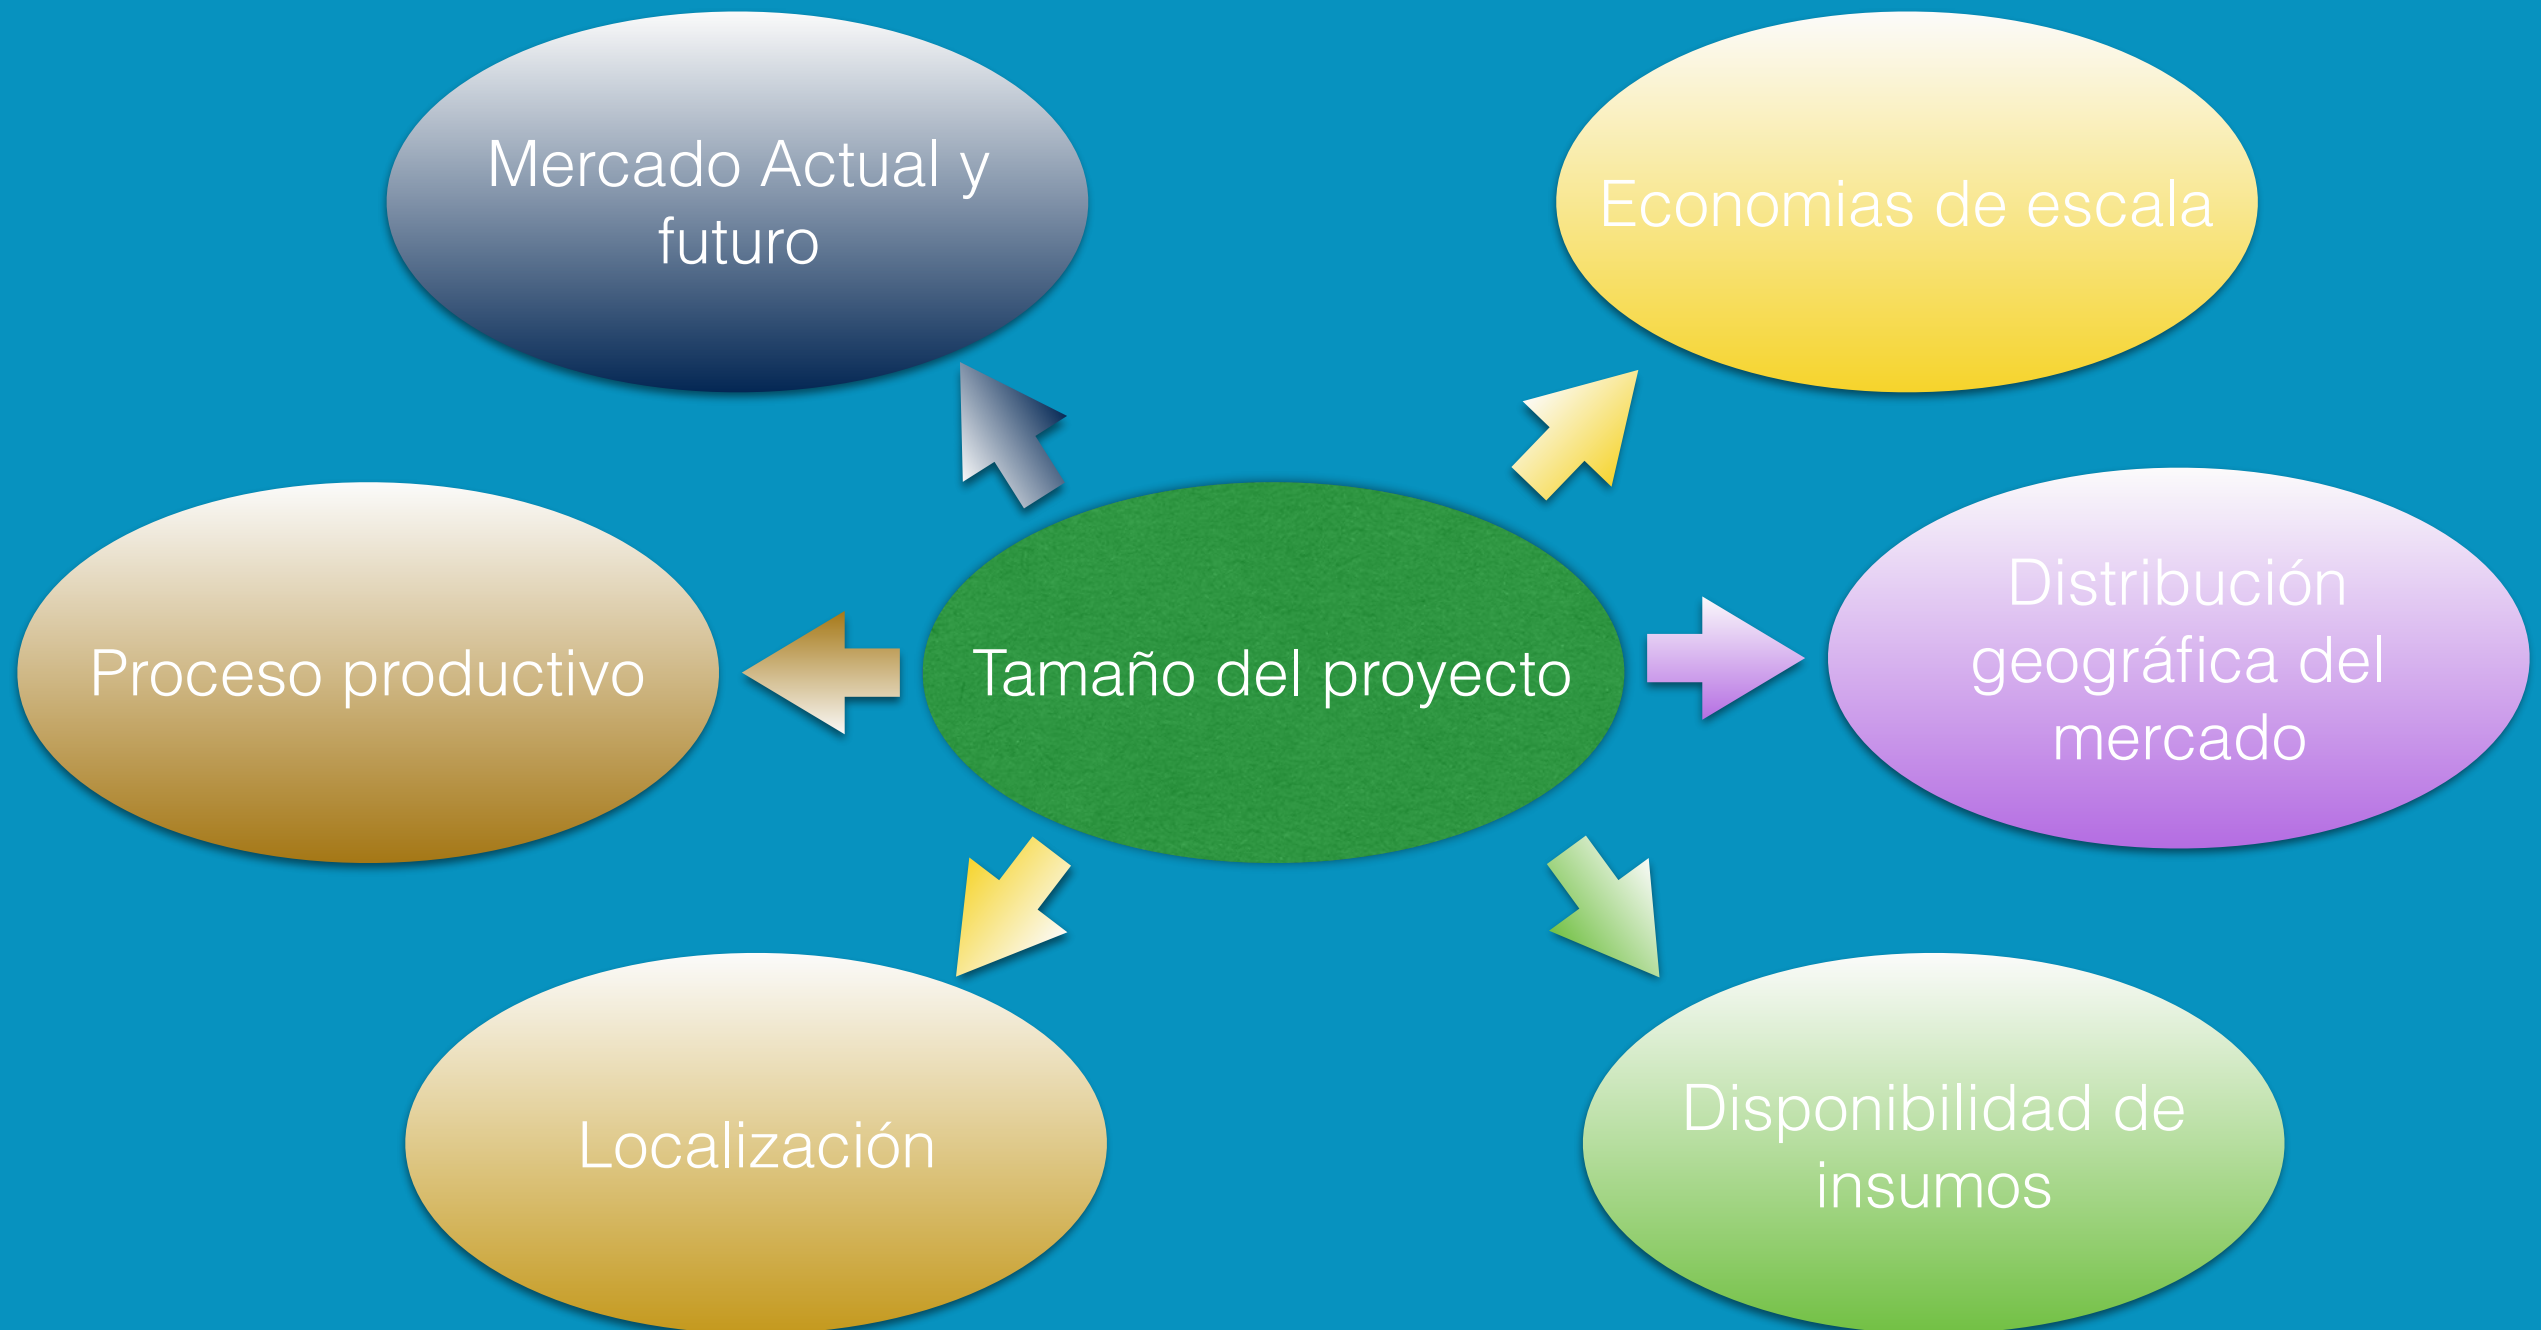 Mercado Actual y
futuro
Economias de escala
Proceso productivo
Tamaño del proyecto
Distribución
geográfica del
mercado
Localización
Disponibilidad de
insumos